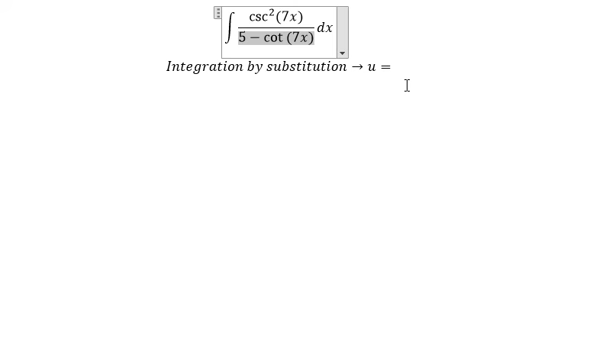 ∫ csc²(7x) / (5 − cot (7x)) dx
Integration by substitution → u =